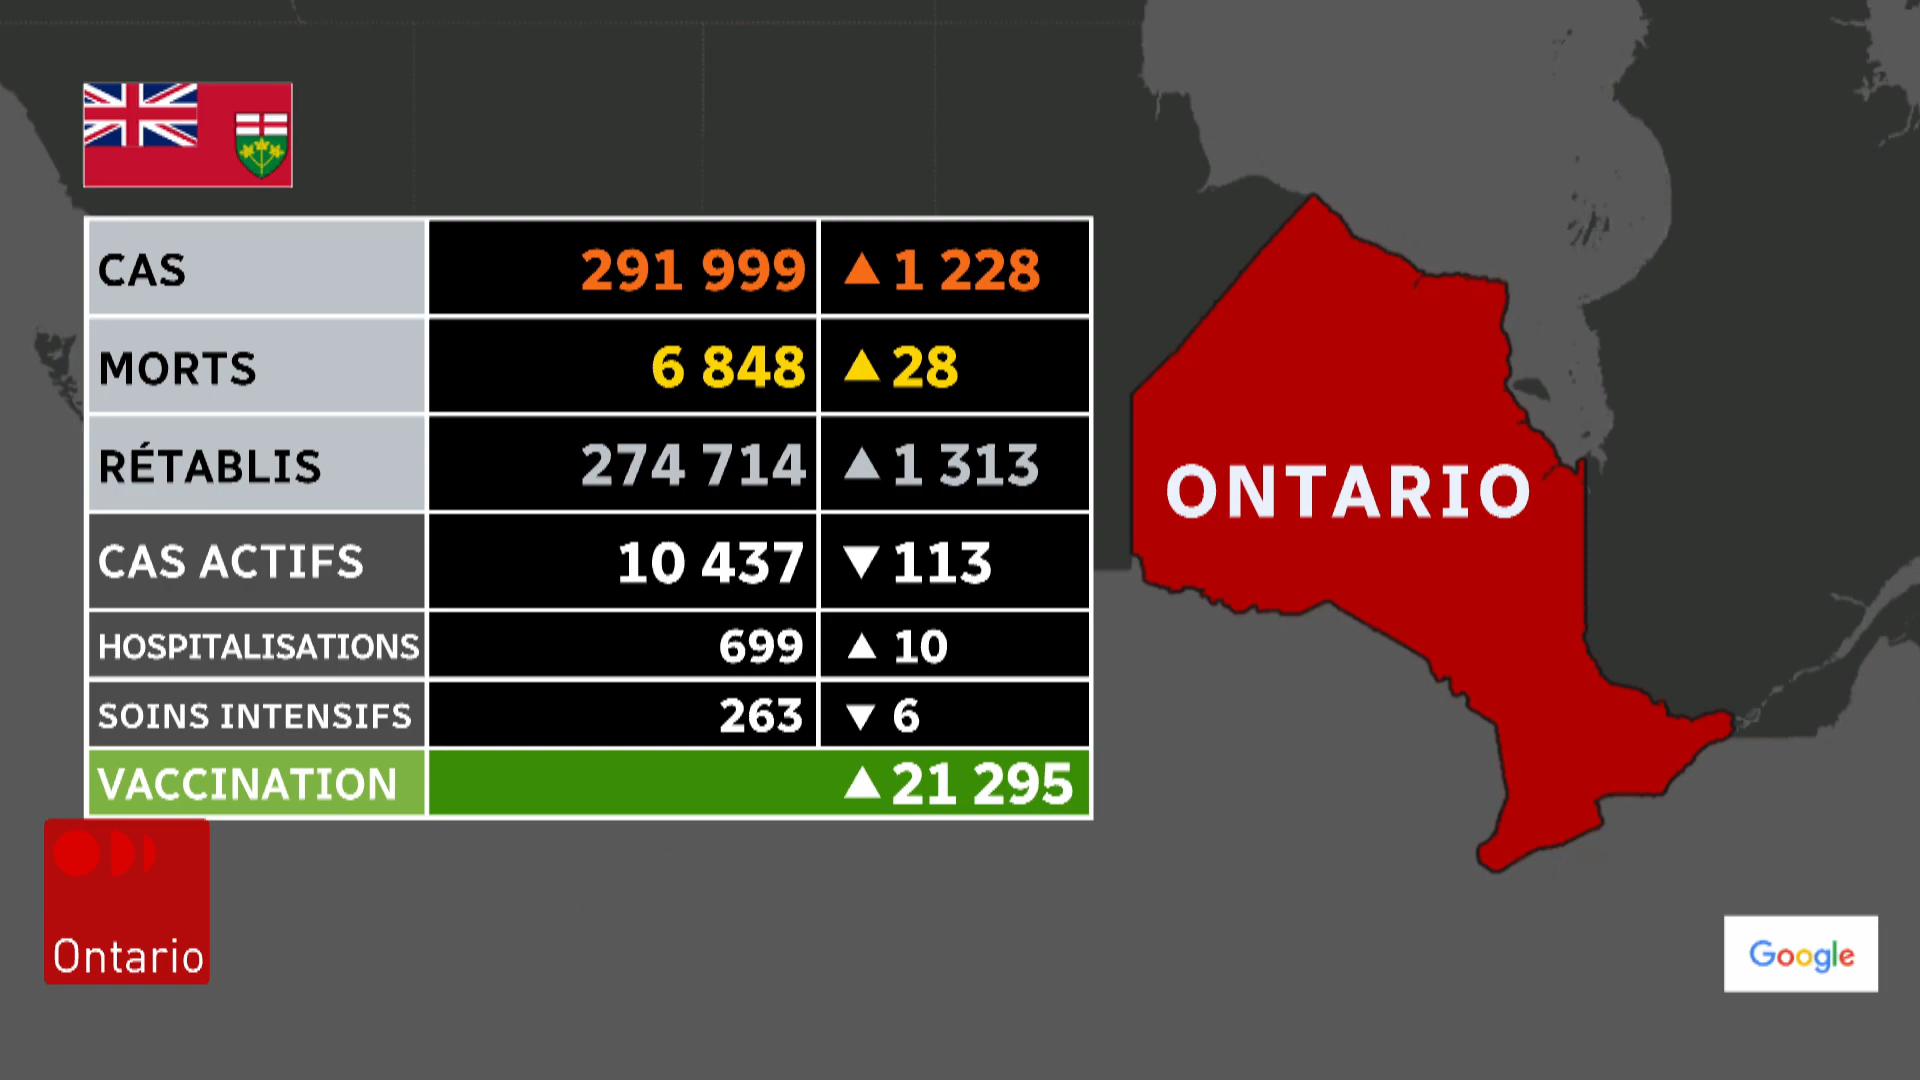 CAS 291 999 ▲ 1 228
MORTS 6 848 ▲ 28
RÉTABLIS 274 714 ▲ 1 313
CAS ACTIFS 10 437 ▼ 113
HOSPITALISATIONS 699 ▲ 10
SOINS INTENSIFS 263 ▼ 6
VACCINATION ▲ 21 295
ONTARIO
Ontario
Google